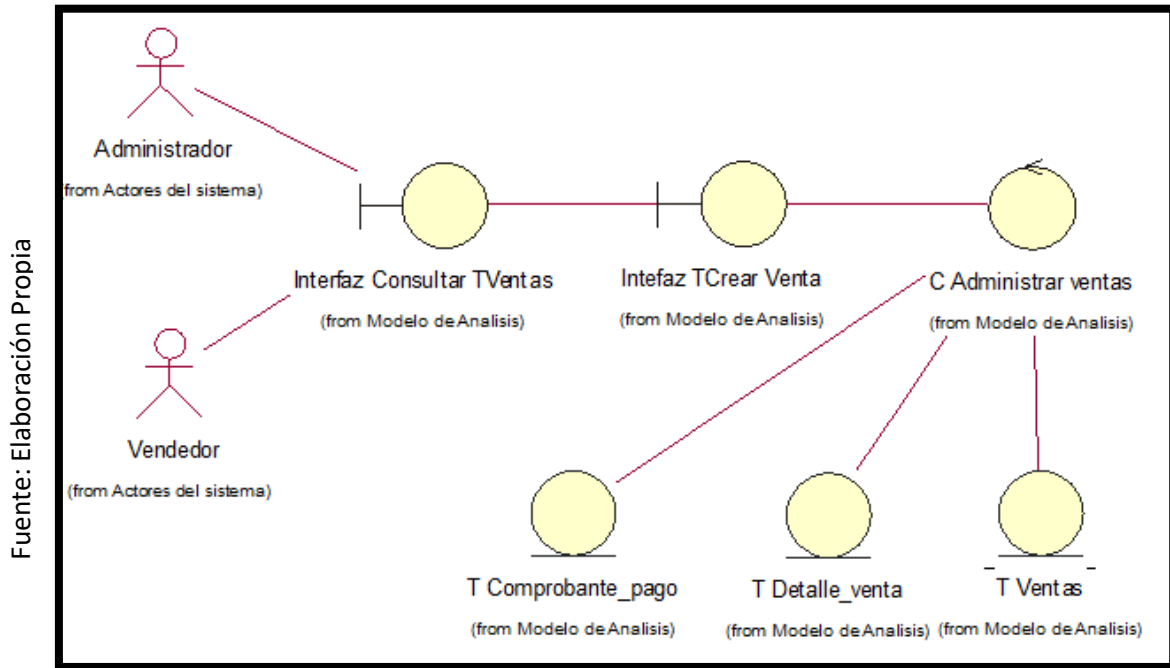 Fuente: Elaboración Propia
Administrador
(from Actores del sistema)
Interfaz Consultar TVentas
(from Modelo de Analisis)
Intefaz TCrear Venta
(from Modelo de Analisis)
C Administrar ventas
(from Modelo de Analisis)
Vendedor
(from Actores del sistema)
T Comprobante_pago
(from Modelo de Analisis)
T Detalle_venta
(from Modelo de Analisis)
T Ventas
(from Modelo de Analisis)